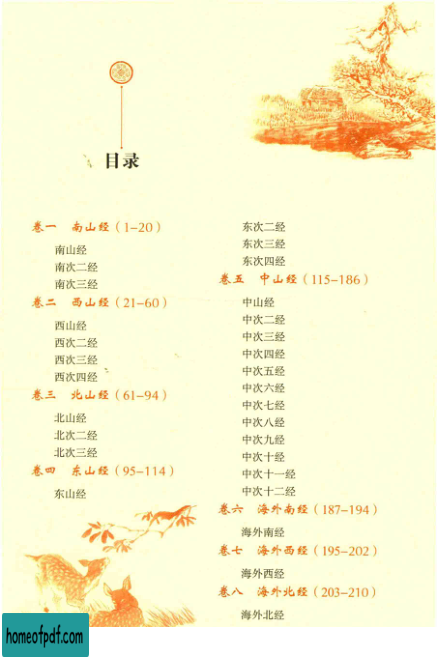 目录
卷一 南山经（1-20）
南山经
南次二经
南次三经
卷二 西山经（21-60）
西山经
西次二经
西次三经
西次四经
卷三 北山经（61-94）
北山经
北次二经
北次三经
卷四 东山经（95-114）
东山经
东次二经
东次三经
东次四经
卷五 中山经（115-186）
中山经
中次二经
中次三经
中次四经
中次五经
中次六经
中次七经
中次八经
中次九经
中次十经
中次十一经
中次十二经
卷六 海外南经（187-194）
海外南经
卷七 海外西经（195-202）
海外西经
卷八 海外北经（203-210）
海外北经
homeofpdf.com